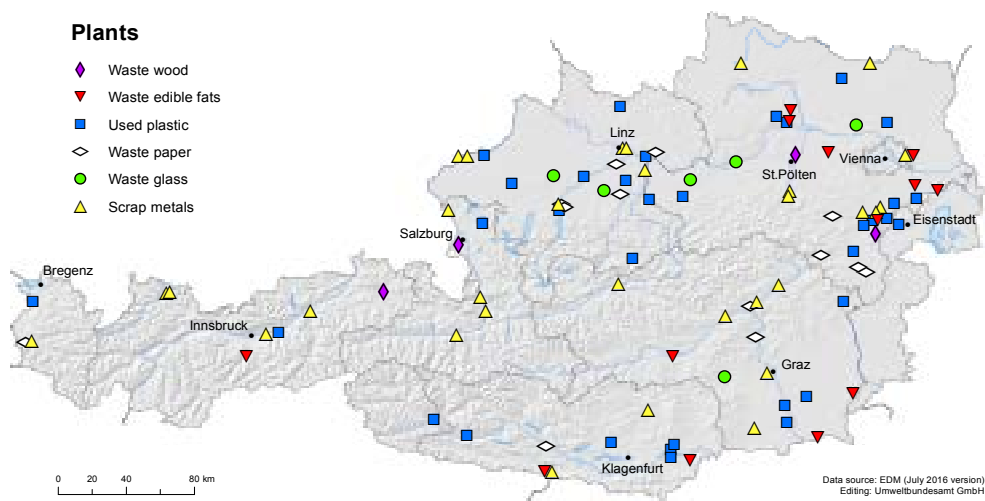 Plants
Waste wood
Waste edible fats
Used plastic
Waste paper
Waste glass
Scrap metals
Linz
Vienna
St.Pölten
Eisenstadt
Salzburg
Bregenz
Innsbruck
Graz
Klagenfurt
0 20 40 80 km
Data source: EDM (July 2016 version)
Editing: Umweltbundesamt GmbH